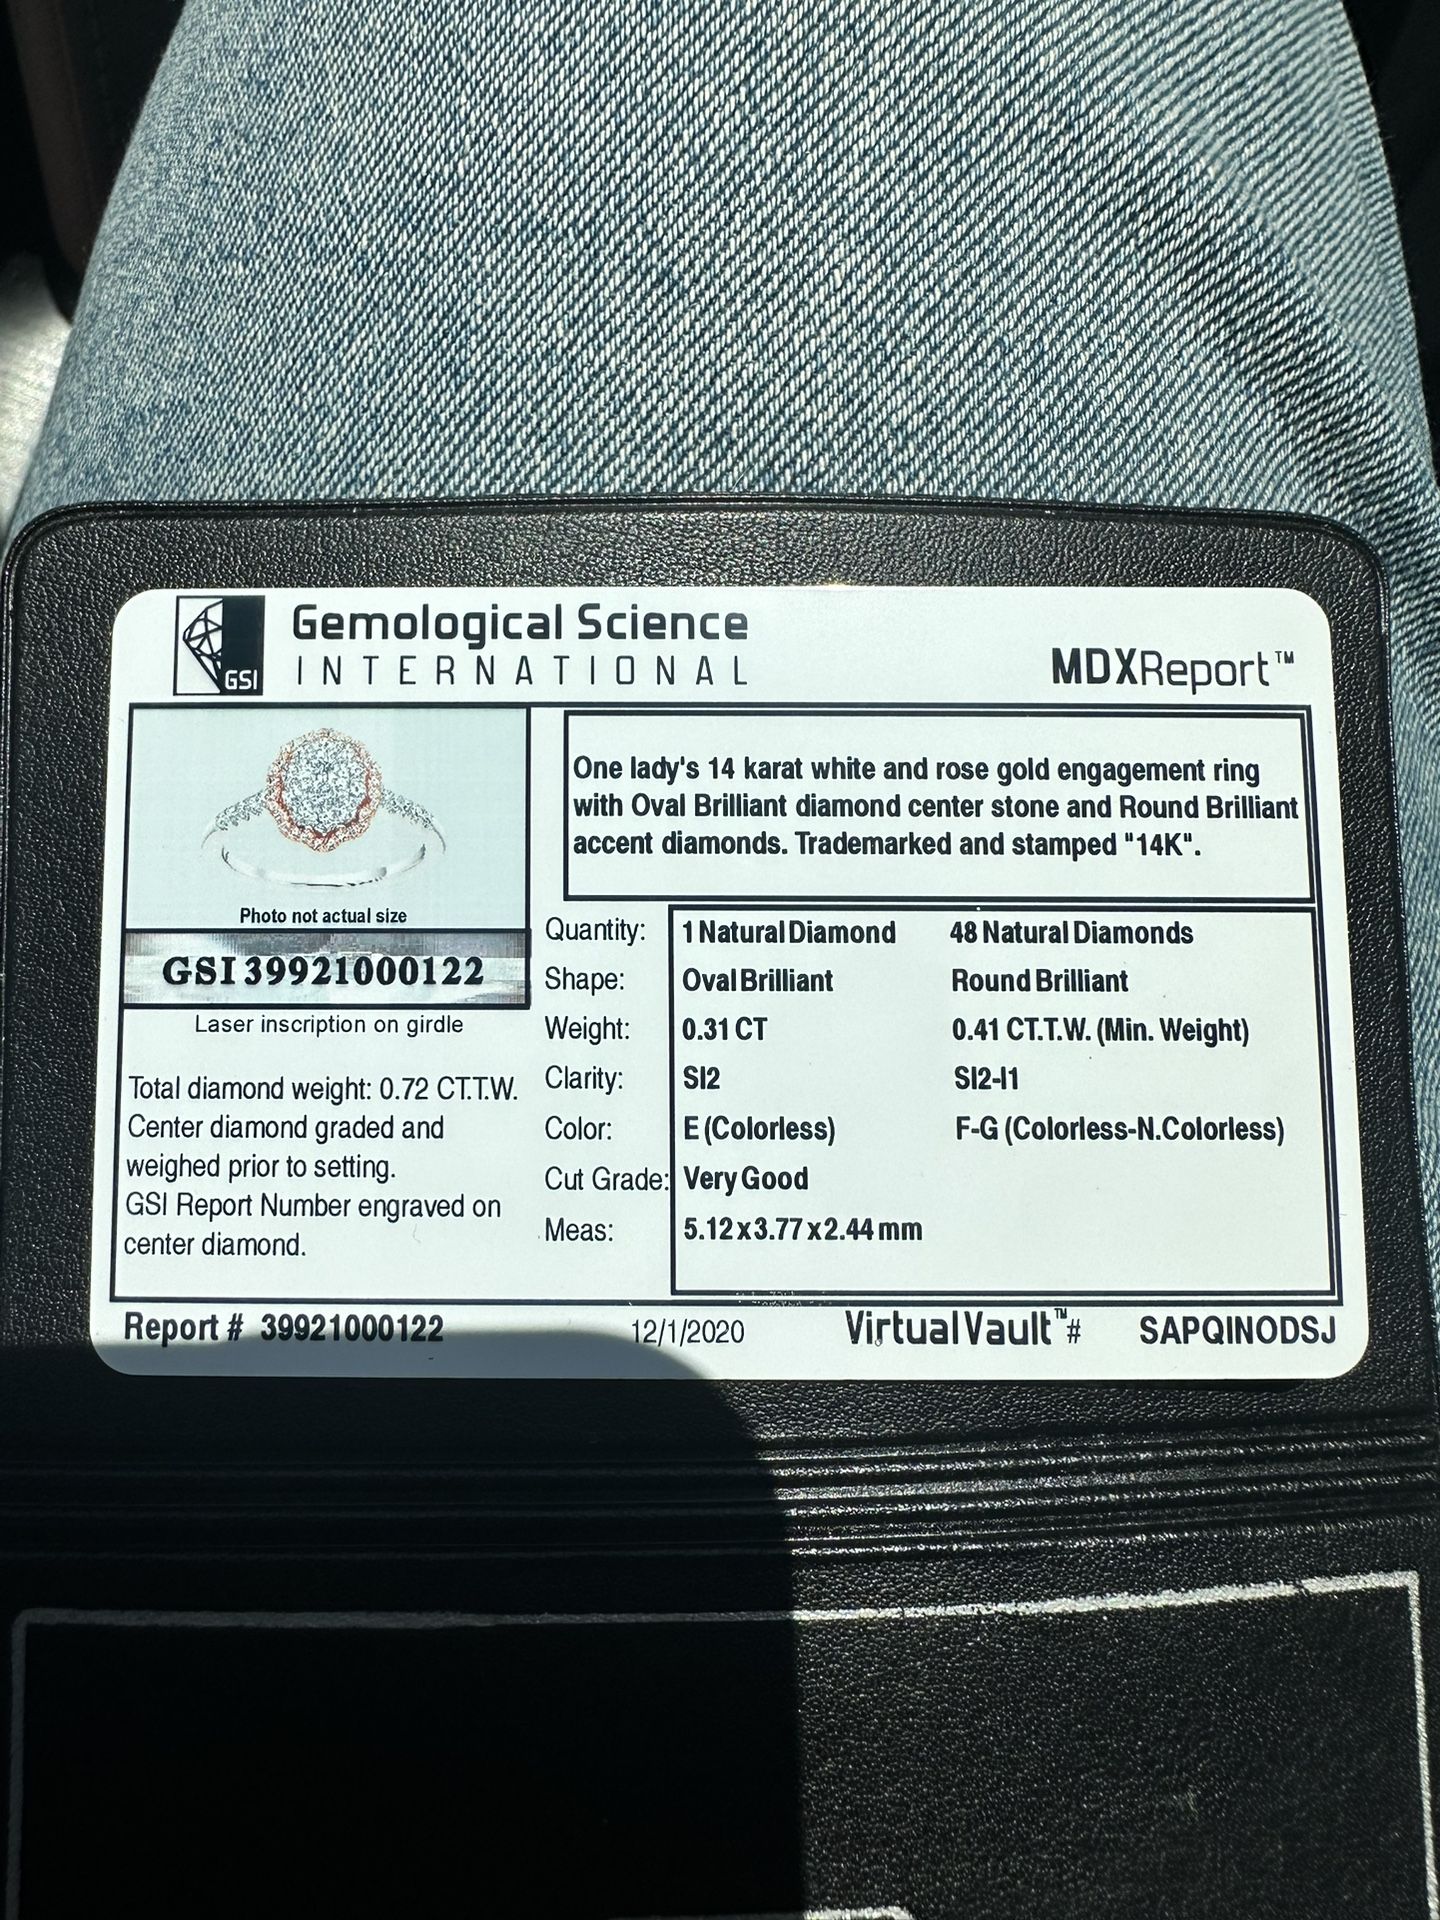 Gemological Science
INTERNATIONAL
GSI
MDXReport™
One lady's 14 karat white and rose gold engagement ring
with Oval Brilliant diamond center stone and Round Brilliant
accent diamonds. Trademarked and stamped "14K".
Photo not actual size
GSI 39921000122
Laser inscription on girdle
Total diamond weight: 0.72 CT.T.W.
Center diamond graded and
weighed prior to setting.
GSI Report Number engraved on
center diamond.
Quantity: 1 Natural Diamond 48 Natural Diamonds
Shape: Oval Brilliant Round Brilliant
Weight: 0.31 CT 0.41 CT.T.W. (Min. Weight)
Clarity: SI2 SI2-I1
Color: E (Colorless) F-G (Colorless-N.Colorless)
Cut Grade: Very Good
Meas: 5.12 x 3.77 x 2.44 mm
Report # 39921000122 12/1/2020 VirtualVault™# SAPQINODSJ